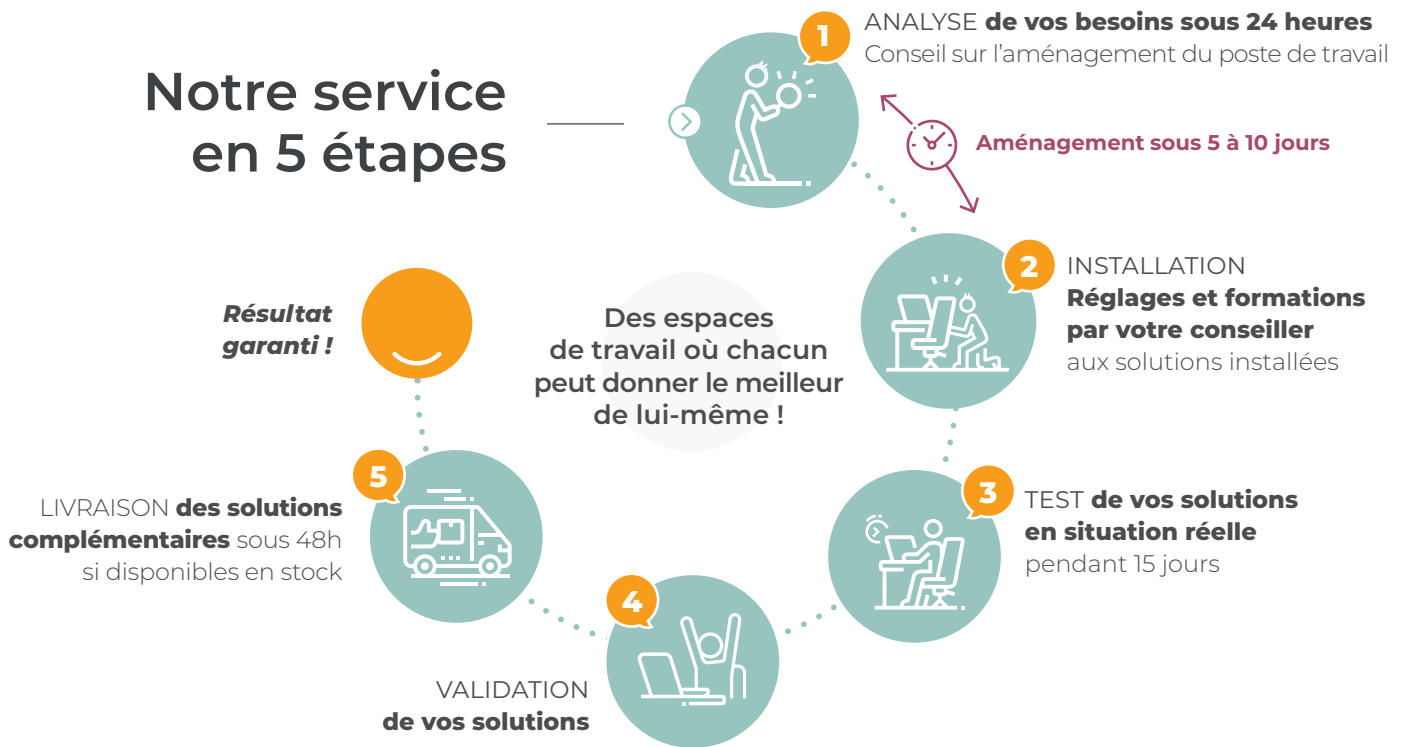 Notre service
en 5 étapes
1
ANALYSE de vos besoins sous 24 heures
Conseil sur l'aménagement du poste de travail
Aménagement sous 5 à 10 jours
2
INSTALLATION
Réglages et formations
par votre conseiller
aux solutions installées
3
TEST de vos solutions
en situation réelle
pendant 15 jours
4
VALIDATION
de vos solutions
5
LIVRAISON des solutions
complémentaires sous 48h
si disponibles en stock
Résultat
garanti !
Des espaces
de travail où chacun
peut donner le meilleur
de lui-même !